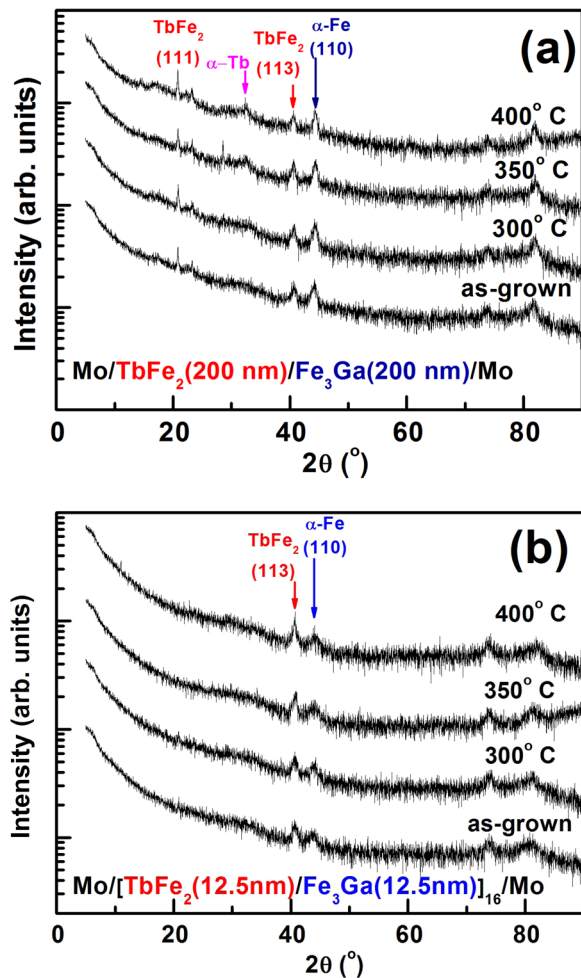 (a)
TbFe₂
(111)
α–Tb
TbFe₂
(113)
α-Fe
(110)
400° C
350° C
300° C
as-grown
Mo/TbFe₂(200 nm)/Fe₃Ga(200 nm)/Mo
Intensity (arb. units)
0 20 40 60 80
2θ (°)
(b)
TbFe₂
(113)
α-Fe
(110)
400° C
350° C
300° C
as-grown
Mo/[TbFe₂(12.5nm)/Fe₃Ga(12.5nm)]₁₆/Mo
Intensity (arb. units)
0 20 40 60 80
2θ (°)